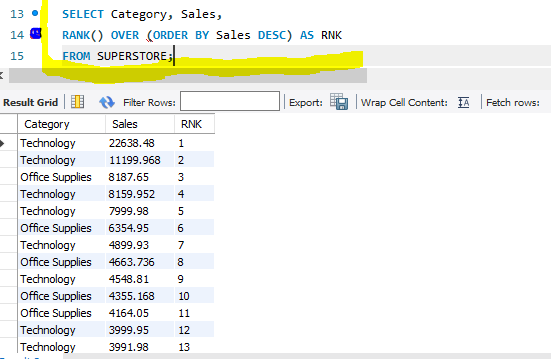 13 SELECT Category, Sales,
14 RANK() OVER (ORDER BY Sales DESC) AS RNK
15 FROM SUPERSTORE;
Result Grid Filter Rows: Export: Wrap Cell Content: IA Fetch rows:
Category Sales RNK
Technology 22638.48 1
Technology 11199.968 2
Office Supplies 8187.65 3
Technology 8159.952 4
Technology 7999.98 5
Office Supplies 6354.95 6
Technology 4899.93 7
Office Supplies 4663.736 8
Technology 4548.81 9
Office Supplies 4355.168 10
Office Supplies 4164.05 11
Technology 3999.95 12
Technology 3991.98 13